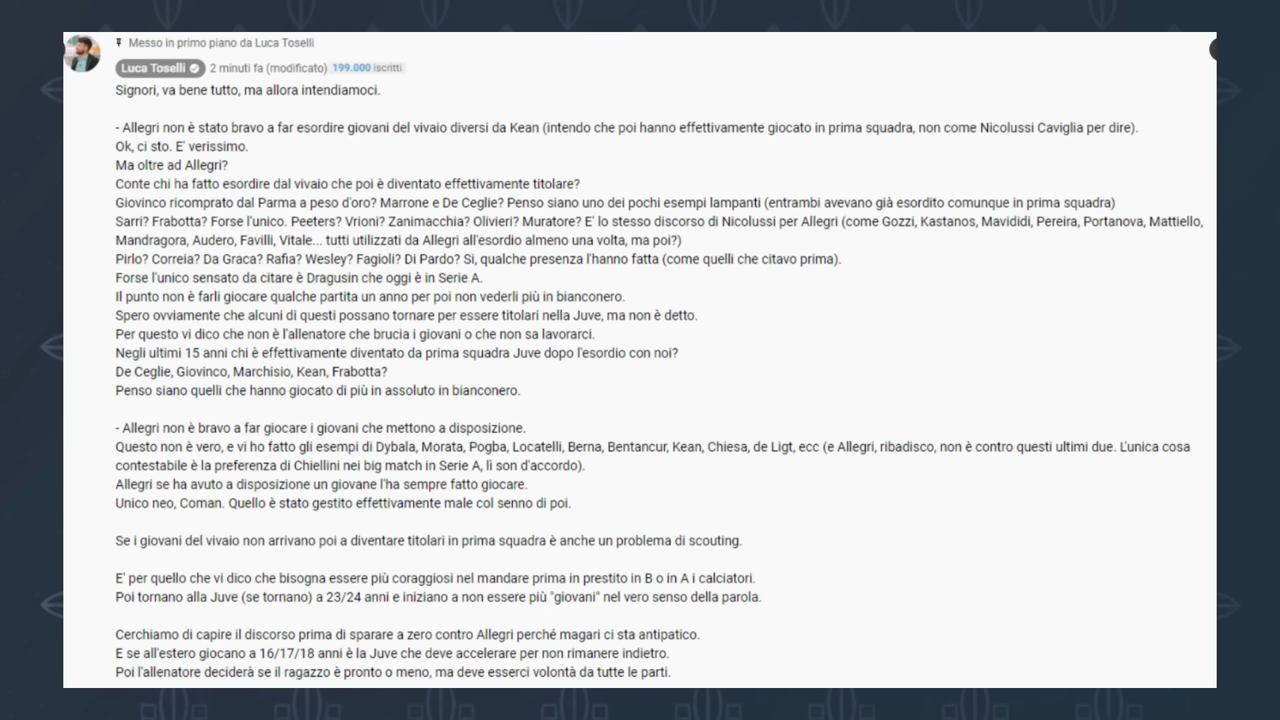 Messo in primo piano da Luca Toselli
Luca Toselli 2 minuti fa (modificato) 199.000 iscritti
Signori, va bene tutto, ma allora intendiamoci.
- Allegri non è stato bravo a far esordire giovani del vivaio diversi da Kean (intendo che poi hanno effettivamente giocato in prima squadra, non come Nicolussi Caviglia per dire).
Ok, ci sto. E' verissimo.
Ma oltre ad Allegri?
Conte chi ha fatto esordire dal vivaio che poi è diventato effettivamente titolare?
Giovinco ricomprato dal Parma a peso d'oro? Marrone e De Ceglie? Penso siano uno dei pochi esempi lampanti (entrambi avevano già esordito comunque in prima squadra)
Sarri? Frabotta? Forse l'unico. Peeters? Vrioni? Zanimacchia? Olivieri? Muratore? E' lo stesso discorso di Nicolussi per Allegri (come Gozzi, Kastanos, Mavididi, Pereira, Portanova, Mattiello,
Mandragora, Audero, Favilli, Vitale... tutti utilizzati da Allegri all'esordio almeno una volta, ma poi?)
Pirlo? Correia? Da Graca? Rafia? Wesley? Fagioli? Di Pardo? Si, qualche presenza l'hanno fatta (come quelli che citavo prima).
Forse l'unico sensato da citare è Dragusin che oggi è in Serie A.
Il punto non è farli giocare qualche partita un anno per poi non vederli più in bianconero.
Spero ovviamente che alcuni di questi possano tornare per essere titolari nella Juve, ma non è detto.
Per questo vi dico che non è l'allenatore che brucia i giovani o che non sa lavorarci.
Negli ultimi 15 anni chi è effettivamente diventato da prima squadra Juve dopo l'esordio con noi?
De Ceglie, Giovinco, Marchisio, Kean, Frabotta?
Penso siano quelli che hanno giocato di più in assoluto in bianconero.
- Allegri non è bravo a far giocare i giovani che mettono a disposizione.
Questo non è vero, e vi ho fatto gli esempi di Dybala, Morata, Pogba, Locatelli, Berna, Bentancur, Kean, Chiesa, de Ligt, ecc (e Allegri, ribadisco, non è contro questi ultimi due. L'unica cosa
contestabile è la preferenza di Chiellini nei big match in Serie A, lì son d'accordo).
Allegri se ha avuto a disposizione un giovane l'ha sempre fatto giocare.
Unico neo, Coman. Quello è stato gestito effettivamente male col senno di poi.
Se i giovani del vivaio non arrivano poi a diventare titolari in prima squadra è anche un problema di scouting.
E' per quello che vi dico che bisogna essere più coraggiosi nel mandare prima in prestito in B o in A i calciatori.
Poi tornano alla Juve (se tornano) a 23/24 anni e iniziano a non essere più "giovani" nel vero senso della parola.
Cerchiamo di capire il discorso prima di sparare a zero contro Allegri perché magari ci sta antipatico.
E se all'estero giocano a 16/17/18 anni è la Juve che deve accelerare per non rimanere indietro.
Poi l'allenatore deciderà se il ragazzo è pronto o meno, ma deve esserci volontà da tutte le parti.